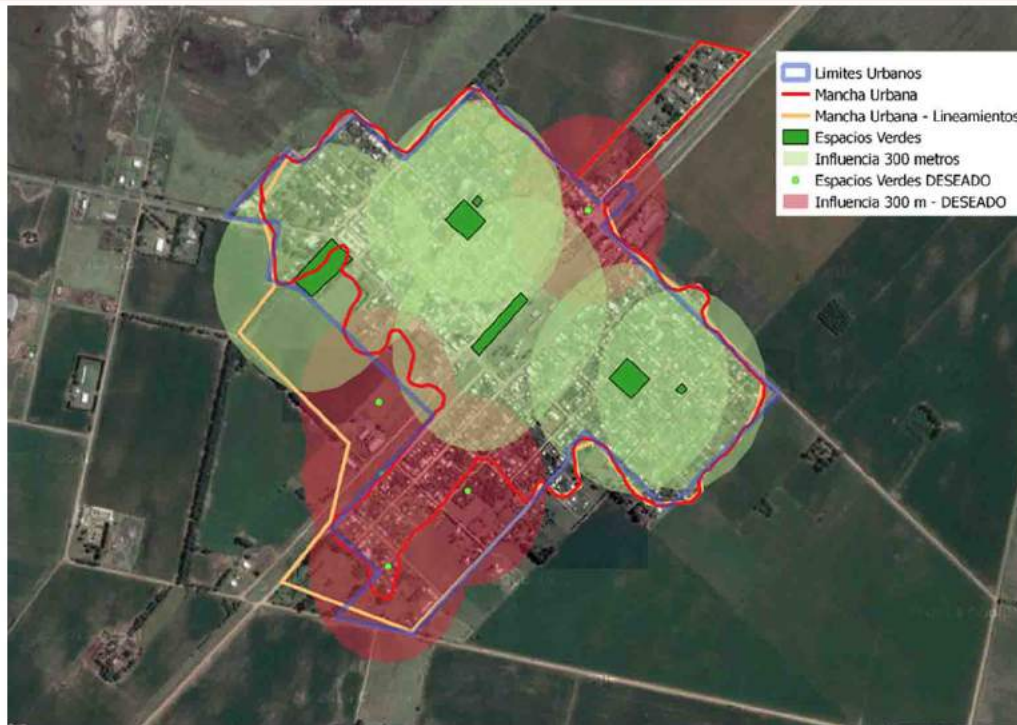 Limites Urbanos
Mancha Urbana
Mancha Urbana - Lineamientos
Espacios Verdes
Influencia 300 metros
Espacios Verdes DESEADO
Influencia 300 m - DESEADO